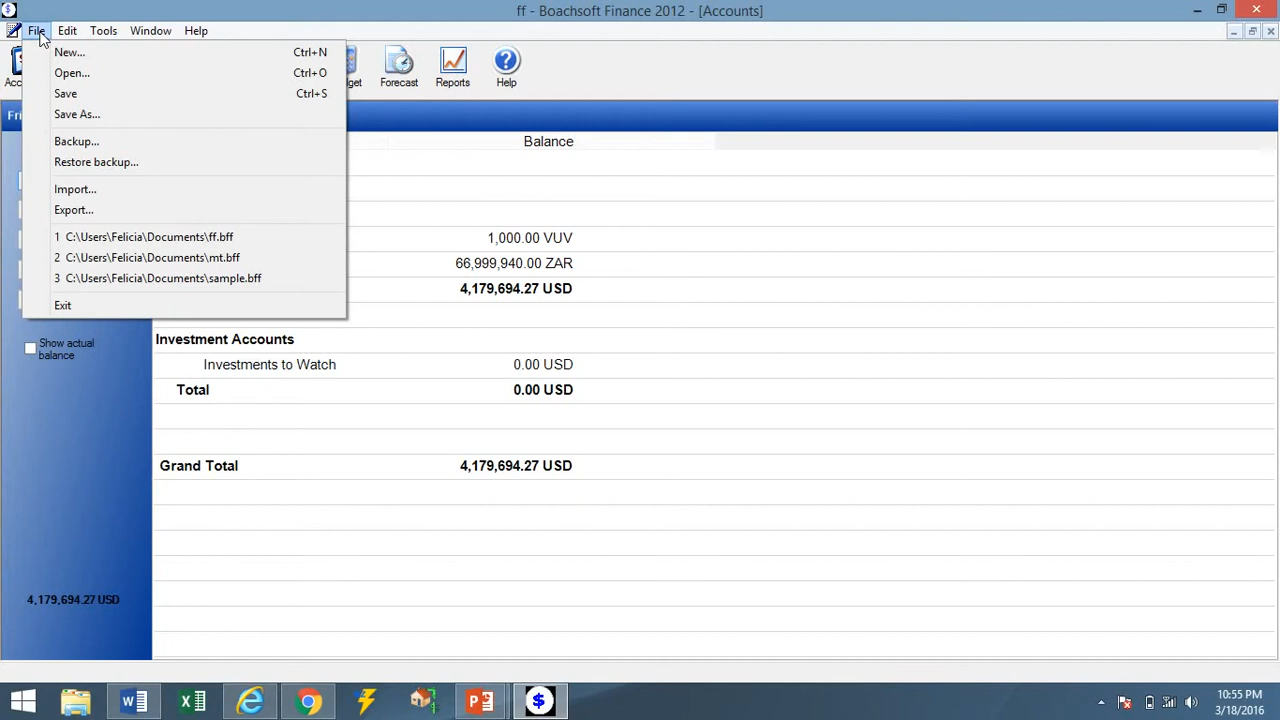 ff - Boachsoft Finance 2012 - [Accounts]
File Edit Tools Window Help
New... Ctrl+N
Open... Ctrl+O
Save Ctrl+S
Save As...
Backup...
Restore backup...
Import...
Export...
1 C:\Users\Felicia\Documents\ff.bff
2 C:\Users\Felicia\Documents\mt.bff
3 C:\Users\Felicia\Documents\sample.bff
Exit
Forecast Reports Help
Balance
1,000.00 VUV
66,999,940.00 ZAR
4,179,694.27 USD
Show actual
balance
Investment Accounts
Investments to Watch 0.00 USD
Total 0.00 USD
Grand Total 4,179,694.27 USD
4,179,694.27 USD
10:55 PM
3/18/2016